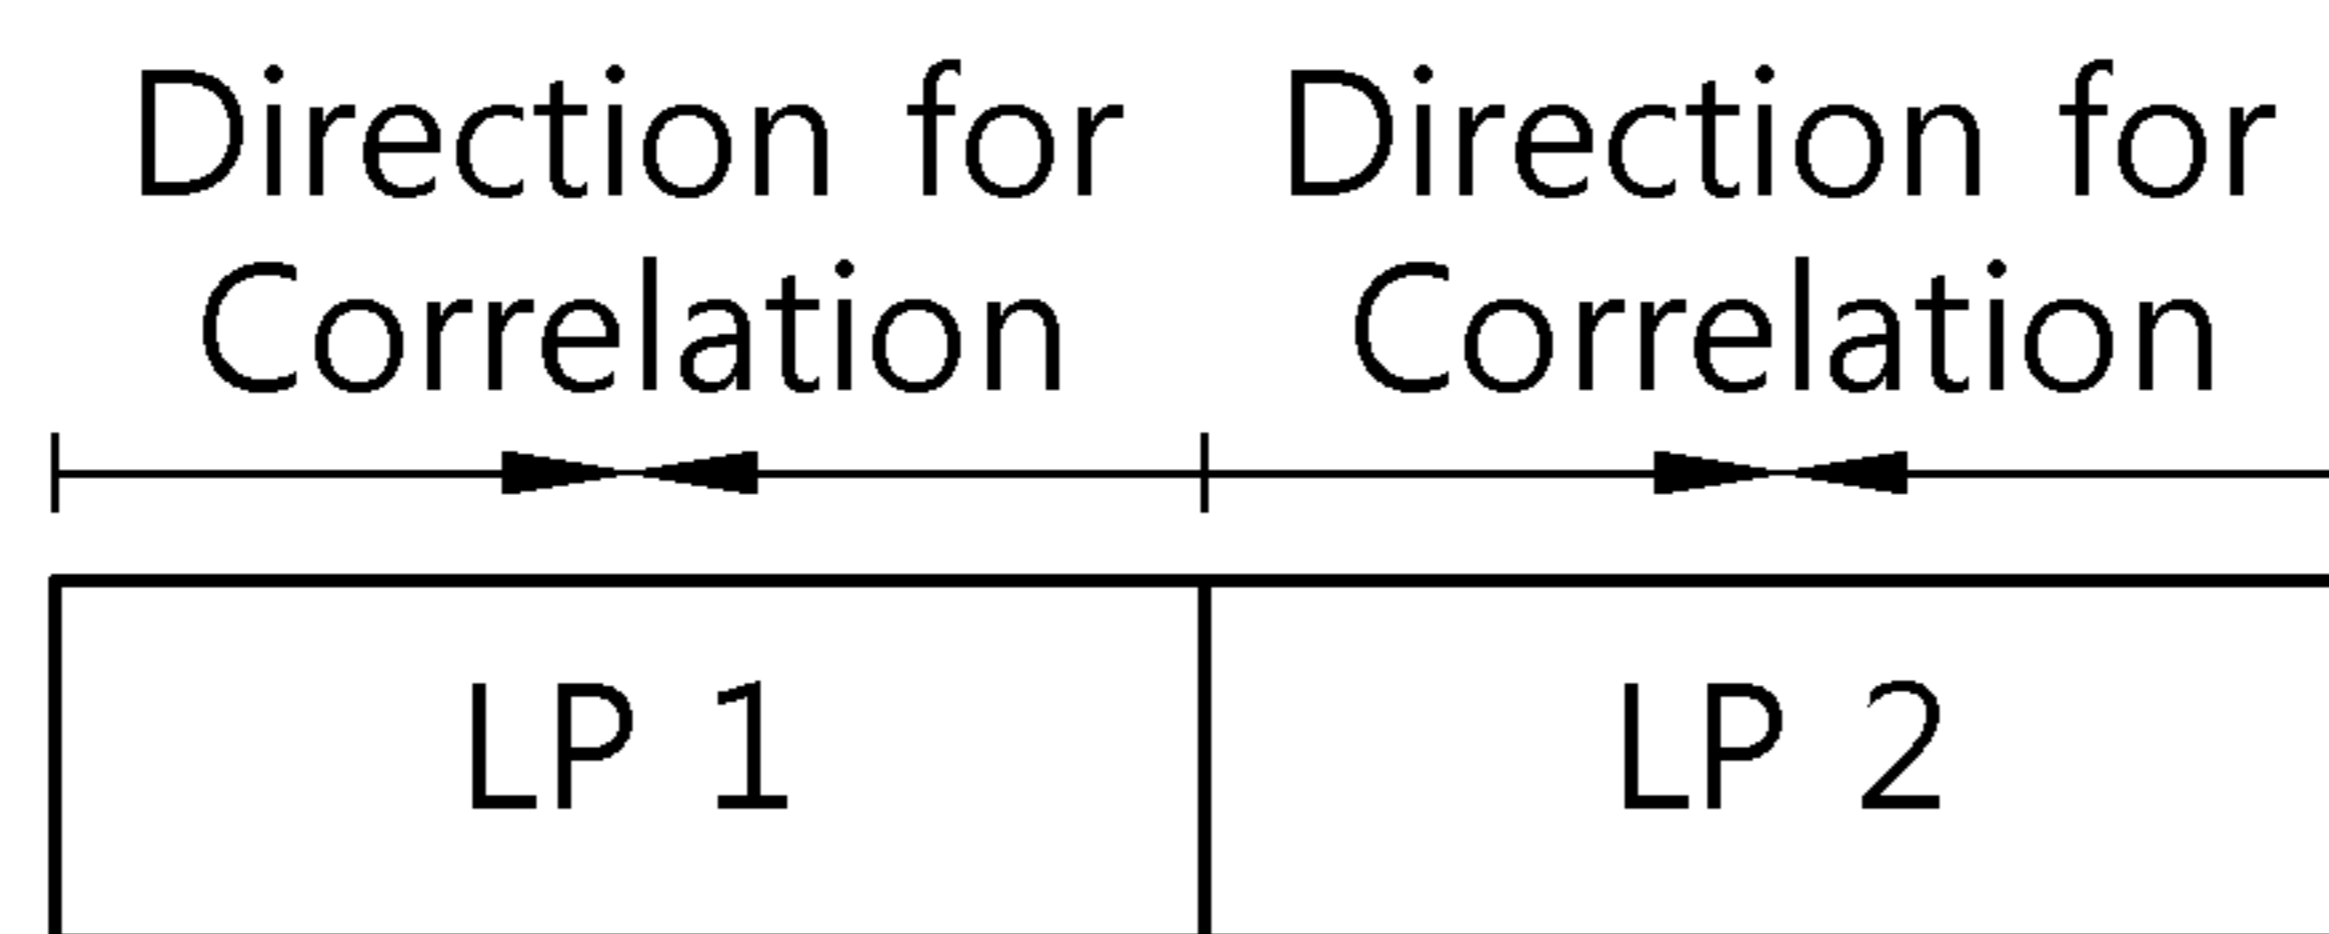 Direction for
Correlation
Direction for
Correlation
LP 1
LP 2